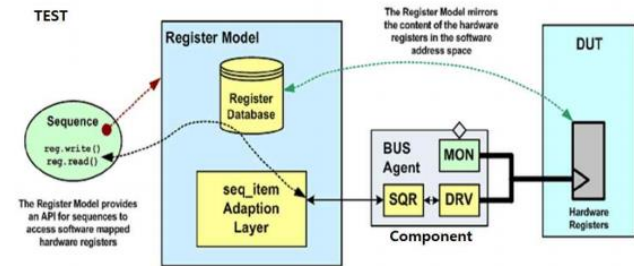 TEST
The Register Model mirrors
the content of the hardware
registers in the software
address space
Register Model
DUT
Register
Database
Sequence
reg.write()
reg.read()
BUS
Agent
MON
SQR
DRV
Component
seq_item
Adaption
Layer
The Register Model provides
an API for sequences to
access software mapped
hardware registers
Hardware
Registers